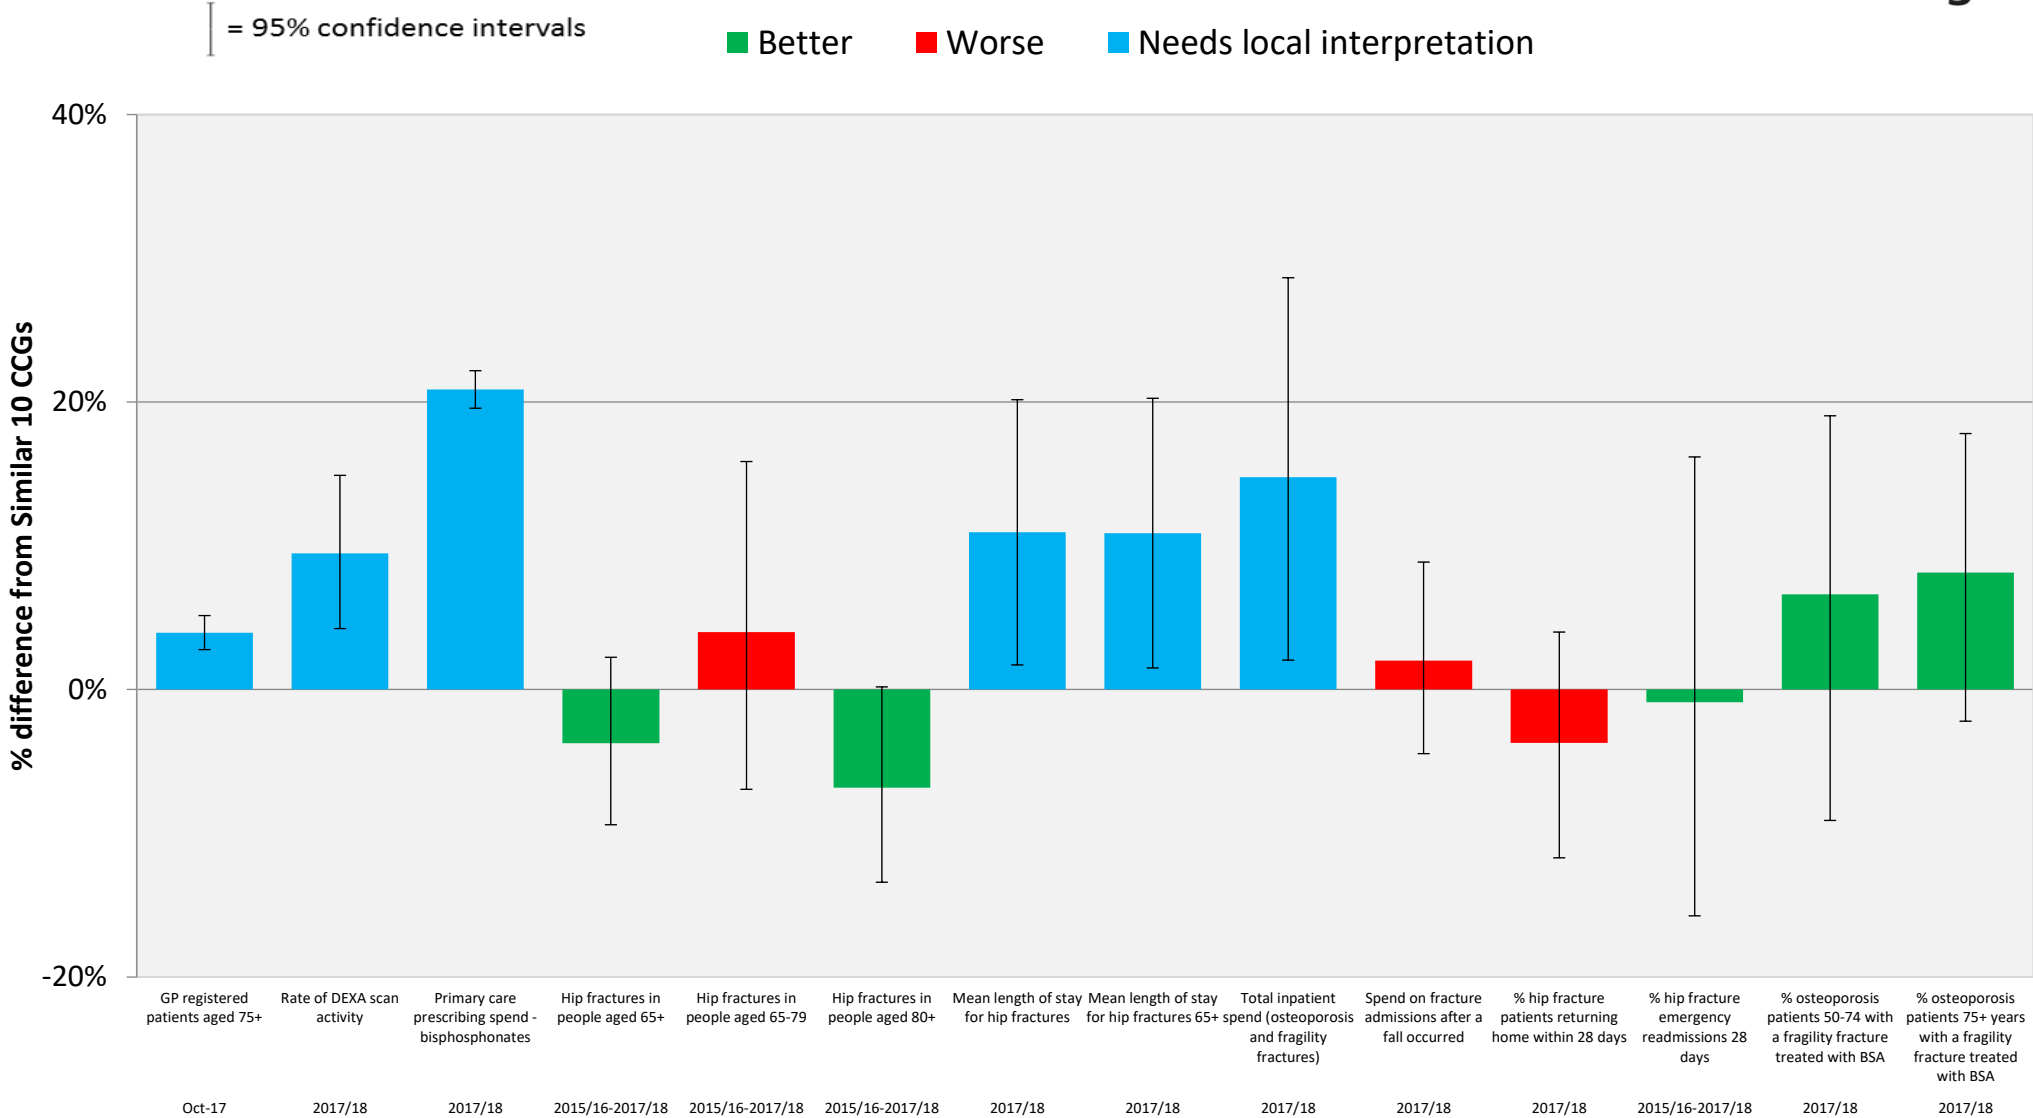 = 95% confidence intervals
Better Worse Needs local interpretation
% difference from Similar 10 CCGs
40%
20%
0%
-20%
GP registered
patients aged 75+
Oct-17
Rate of DEXA scan
activity
2017/18
Primary care
prescribing spend -
bisphosphonates
2017/18
Hip fractures in
people aged 65+
2015/16-2017/18
Hip fractures in
people aged 65-79
2015/16-2017/18
Hip fractures in
people aged 80+
2015/16-2017/18
Mean length of stay
for hip fractures
2017/18
Mean length of stay
for hip fractures 65+
2017/18
Total inpatient
spend (osteoporosis
and fragility
fractures)
2017/18
Spend on fracture
admissions after a
fall occurred
2017/18
% hip fracture
patients returning
home within 28 days
2017/18
% hip fracture
emergency
readmissions 28
days
2015/16-2017/18
% osteoporosis
patients 50-74 with
a fragility fracture
treated with BSA
2017/18
% osteoporosis
patients 75+ years
with a fragility
fracture treated
with BSA
2017/18